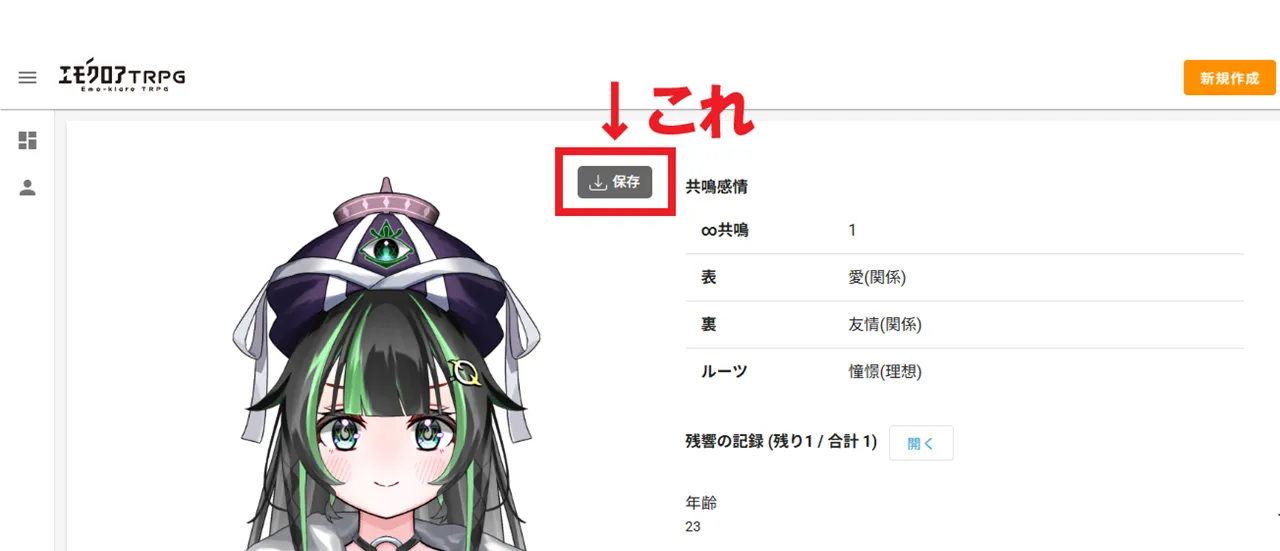 エモクロアTRPG
Emo-klore TRPG
新規作成
↓これ
保存
共鳴感情
∞共鳴 1
表 愛(関係)
裏 友情(関係)
ルーツ 憧憬(理想)
残響の記録 (残り1 / 合計 1) 開く
年齢
23